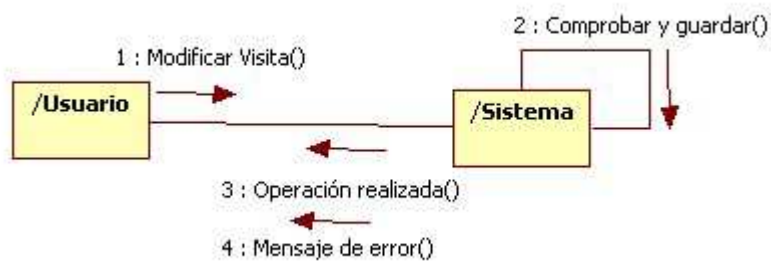 2 : Comprobar y guardar()
1 : Modificar Visita()
/Usuario
/Sistema
3 : Operación realizada()
4 : Mensaje de error()